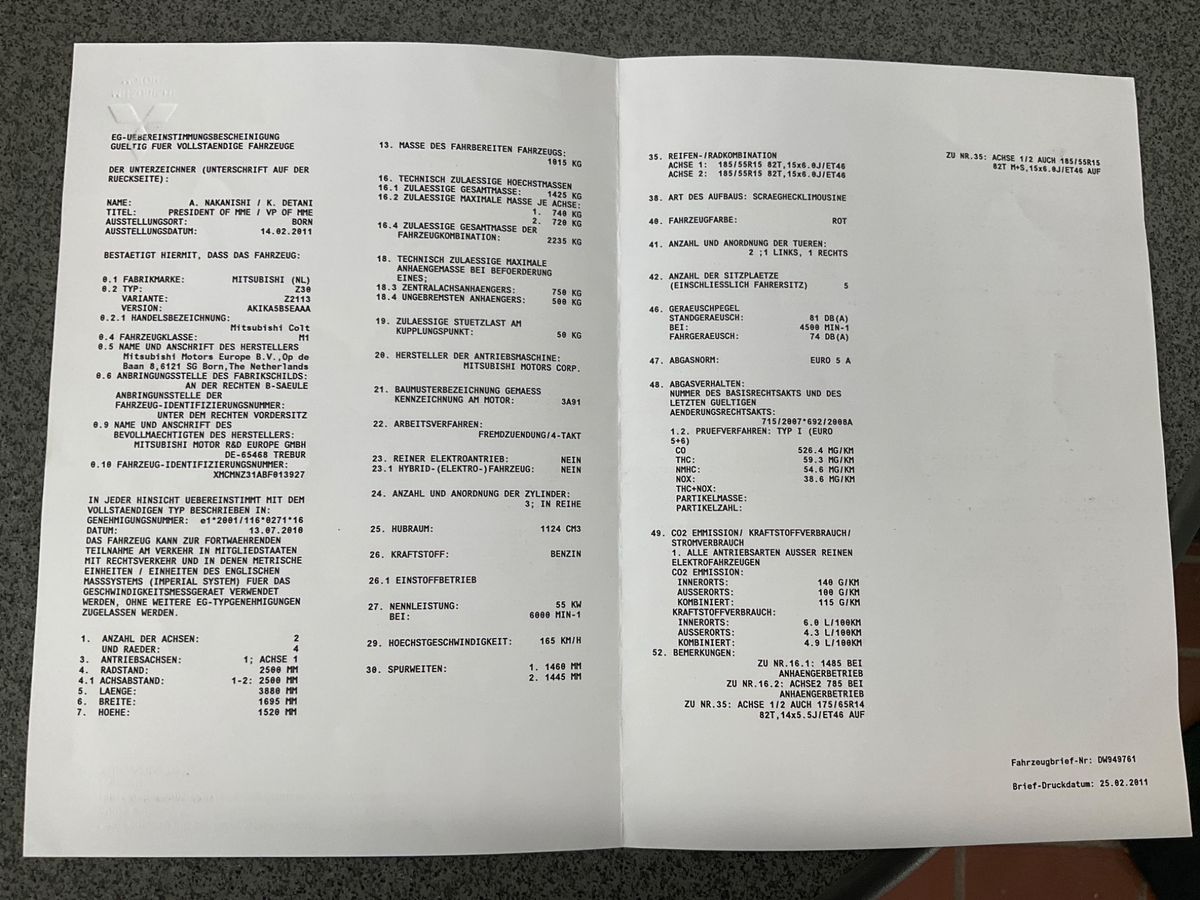 EG-UEBEREINSTIMMUNGSBESCHEINIGUNG
GUELTIG FUER VOLLSTAENDIGE FAHRZEUGE
DER UNTERZEICHNER (UNTERSCHRIFT AUF DER
RUECKSEITE):
NAME: A. NAKANISHI / K. DETANI
TITEL: PRESIDENT OF MME / VP OF MME
AUSSTELLUNGSORT: BORN
AUSSTELLUNGSDATUM: 14.02.2011
BESTAETIGT HIERMIT, DASS DAS FAHRZEUG:
0.1 FABRIKMARKE: MITSUBISHI (NL)
0.2 TYP: Z30
VARIANTE: Z2113
VERSION: AKIKA5B5EAAA
0.2.1 HANDELSBEZEICHNUNG:
Mitsubishi Colt
0.4 FAHRZEUGKLASSE: M1
0.5 NAME UND ANSCHRIFT DES HERSTELLERS
Mitsubishi Motors Europe B.V.,Op de
Baan 8,6121 SG Born,The Netherlands
0.6 ANBRINGUNGSSTELLE DES FABRIKSCHILDS:
AN DER RECHTEN B-SAEULE
ANBRINGUNSSTELLE DER
FAHRZEUG-IDENTIFIZIERUNGSNUMMER:
UNTER DEM RECHTEN VORDERSITZ
0.9 NAME UND ANSCHRIFT DES
BEVOLLMAECHTIGTEN DES HERSTELLERS:
MITSUBISHI MOTOR R&D EUROPE GMBH
DE-65468 TREBUR
0.10 FAHRZEUG-IDENTIFIZIERUNGSNUMMER:
XMCMNZ31ABF013927
IN JEDER HINSICHT UEBEREINSTIMMT MIT DEM
VOLLSTAENDIGEN TYP BESCHRIEBEN IN:
GENEHMIGUNGSNUMMER: e1*2001/116*0271*16
DATUM: 13.07.2010
DAS FAHRZEUG KANN ZUR FORTWAEHRENDEN
TEILNAHME AM VERKEHR IN MITGLIEDSTAATEN
MIT RECHTSVERKEHR UND IN DENEN METRISCHE
EINHEITEN / EINHEITEN DES ENGLISCHEN
MASSSYSTEMS (IMPERIAL SYSTEM) FUER DAS
GESCHWINDIGKEITSMESSGERAET VERWENDET
WERDEN, OHNE WEITERE EG-TYPGENEHMIGUNGEN
ZUGELASSEN WERDEN.
1. ANZAHL DER ACHSEN: 2
UND RAEDER: 4
3. ANTRIEBSACHSEN: 1; ACHSE 1
4. RADSTAND: 2500 MM
4.1 ACHSABSTAND: 1-2: 2500 MM
5. LAENGE: 3880 MM
6. BREITE: 1695 MM
7. HOEHE: 1520 MM
13. MASSE DES FAHRBEREITEN FAHRZEUGS:
1015 KG
16. TECHNISCH ZULAESSIGE HOECHSTMASSEN
16.1 ZULAESSIGE GESAMTMASSE: 1425 KG
16.2 ZULAESSIGE MAXIMALE MASSE JE ACHSE:
1. 740 KG
2. 720 KG
16.4 ZULAESSIGE GESAMTMASSE DER
FAHRZEUGKOMBINATION: 2235 KG
18. TECHNISCH ZULAESSIGE MAXIMALE
ANHAENGEMASSE BEI BEFOERDERUNG
EINES;
18.3 ZENTRALACHSANHAENGERS: 750 KG
18.4 UNGEBREMSTEN ANHAENGERS: 500 KG
19. ZULAESSIGE STUETZLAST AM
KUPPLUNGSPUNKT: 50 KG
20. HERSTELLER DER ANTRIEBSMASCHINE:
MITSUBISHI MOTORS CORP.
21. BAUMUSTERBEZEICHNUNG GEMAESS
KENNZEICHNUNG AM MOTOR: 3A91
22. ARBEITSVERFAHREN:
FREMDZUENDUNG/4-TAKT
23. REINER ELEKTROANTRIEB: NEIN
23.1 HYBRID-(ELEKTRO-)FAHRZEUG: NEIN
24. ANZAHL UND ANORDNUNG DER ZYLINDER:
3; IN REIHE
25. HUBRAUM: 1124 CM3
26. KRAFTSTOFF: BENZIN
26.1 EINSTOFFBETRIEB
27. NENNLEISTUNG: 55 KW
BEI: 6000 MIN-1
29. HOECHSTGESCHWINDIGKEIT: 165 KM/H
30. SPURWEITEN: 1. 1460 MM
2. 1445 MM
35. REIFEN-/RADKOMBINATION
ACHSE 1: 185/55R15 82T,15x6.0J/ET46
ACHSE 2: 185/55R15 82T,15x6.0J/ET46
38. ART DES AUFBAUS: SCRAEGHECKLIMOUSINE
40. FAHRZEUGFARBE: ROT
41. ANZAHL UND ANORDNUNG DER TUEREN:
2 ;1 LINKS, 1 RECHTS
42. ANZAHL DER SITZPLAETZE
(EINSCHLIESSLICH FAHRERSITZ) 5
46. GERAEUSCHPEGEL
STANDGERAEUSCH: 81 DB(A)
BEI: 4500 MIN-1
FAHRGERAEUSCH: 74 DB(A)
47. ABGASNORM: EURO 5 A
48. ABGASVERHALTEN:
NUMMER DES BASISRECHTSAKTS UND DES
LETZTEN GUELTIGEN
AENDERUNGSRECHTSAKTS:
715/2007*692/2008A
1.2. PRUEFVERFAHREN: TYP I (EURO
5+6)
CO 526.4 MG/KM
THC: 59.3 MG/KM
NMHC: 54.6 MG/KM
NOX: 38.6 MG/KM
THC+NOX:
PARTIKELMASSE:
PARTIKELZAHL:
49. CO2 EMMISSION/ KRAFTSTOFFVERBRAUCH/
STROMVERBRAUCH
1. ALLE ANTRIEBSARTEN AUSSER REINEN
ELEKTROFAHRZEUGEN
CO2 EMMISSION:
INNERORTS: 140 G/KM
AUSSERORTS: 100 G/KM
KOMBINIERT: 115 G/KM
KRAFTSTOFFVERBRAUCH:
INNERORTS: 6.0 L/100KM
AUSSERORTS: 4.3 L/100KM
KOMBINIERT: 4.9 L/100KM
52. BEMERKUNGEN:
ZU NR.16.1: 1485 BEI
ANHAENGERBETRIEB
ZU NR.16.2: ACHSE2 785 BEI
ANHAENGERBETRIEB
ZU NR.35: ACHSE 1/2 AUCH 175/65R14
82T,14x5.5J/ET46 AUF
ZU NR.35: ACHSE 1/2 AUCH 185/55R15
82T M+S,15x6.0J/ET46 AUF
Fahrzeugbrief-Nr: DW949761
Brief-Druckdatum: 25.02.2011